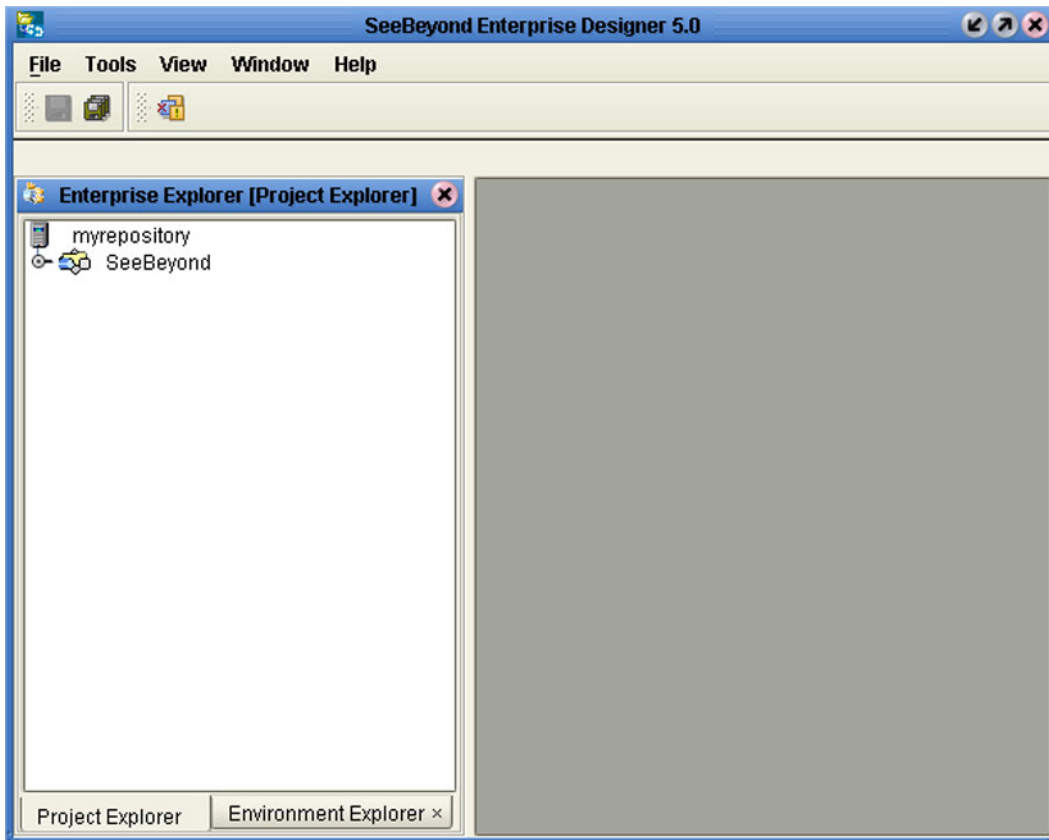 SeeBeyond Enterprise Designer 5.0
File Tools View Window Help
Enterprise Explorer [Project Explorer]
myrepository
SeeBeyond
Project Explorer Environment Explorer ×